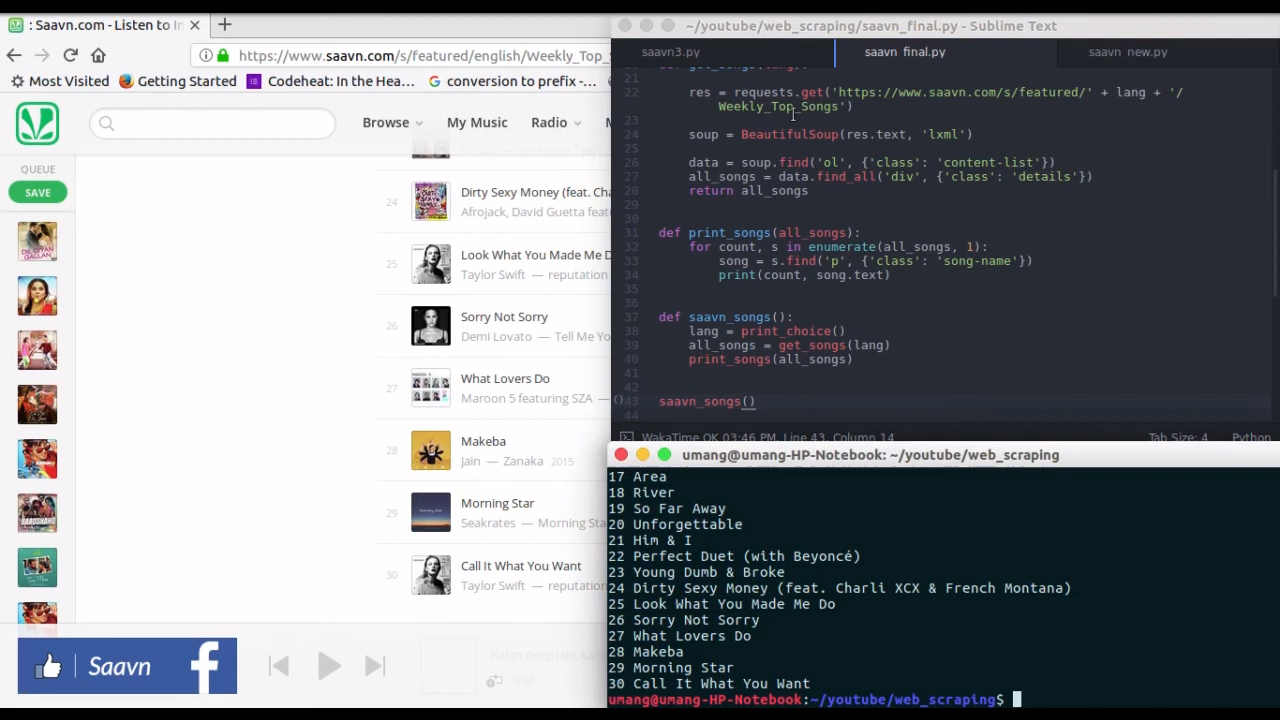 : Saavn.com - Listen to In
https://www.saavn.com/s/featured/english/Weekly_Top_S
Most Visited
Getting Started
Codeheat: In the Hea…
conversion to prefix -…
Browse
My Music
Radio
QUEUE
SAVE
24
Dirty Sexy Money (feat. Cha
Afrojack, David Guetta feat
25
Look What You Made Me D
Taylor Swift — reputation
26
Sorry Not Sorry
Demi Lovato — Tell Me Yo
27
What Lovers Do
Maroon 5 featuring SZA —
28
Makeba
Jain — Zanaka 2015
29
Morning Star
Seakrates — Morning Sta
30
Call It What You Want
Taylor Swift — reputation
Saavn
0:00
~/youtube/web_scraping/saavn_final.py - Sublime Text
saavn3.py
saavn final.py
saavn new.py
21
22 res = requests.get('https://www.saavn.com/s/featured/' + lang + '/
Weekly_Top_Songs')
23
24 soup = BeautifulSoup(res.text, 'lxml')
25
26 data = soup.find('ol', {'class': 'content-list'})
27 all_songs = data.find_all('div', {'class': 'details'})
28 return all_songs
29
30
31 def print_songs(all_songs):
32 for count, s in enumerate(all_songs, 1):
33 song = s.find('p', {'class': 'song-name'})
34 print(count, song.text)
35
36
37 def saavn_songs():
38 lang = print_choice()
39 all_songs = get_songs(lang)
40 print_songs(all_songs)
41
42
43 saavn_songs()
44
WakaTime OK 03:46 PM, Line 43, Column 14
Tab Size: 4
Python
umang@umang-HP-Notebook: ~/youtube/web_scraping
17 Area
18 River
19 So Far Away
20 Unforgettable
21 Him & I
22 Perfect Duet (with Beyoncé)
23 Young Dumb & Broke
24 Dirty Sexy Money (feat. Charli XCX & French Montana)
25 Look What You Made Me Do
26 Sorry Not Sorry
27 What Lovers Do
28 Makeba
29 Morning Star
30 Call It What You Want
umang@umang-HP-Notebook:~/youtube/web_scraping$